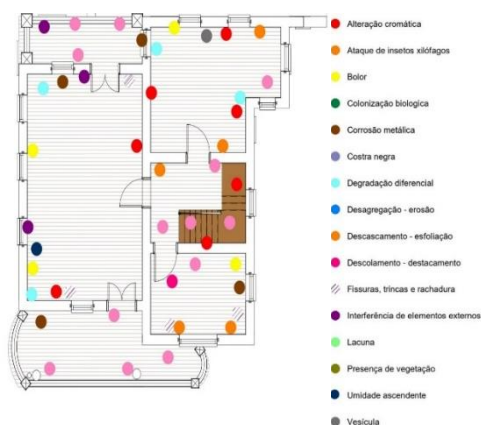 Alteração cromática
Ataque de insetos xilófagos
Bolor
Colonização biologica
Corrosão metálica
Costra negra
Degradação diferencial
Desagregação - erosão
Descascamento - esfoliação
Descolamento - destacamento
Fissuras, trincas e rachadura
Interferência de elementos externos
Lacuna
Presença de vegetação
Umidade ascendente
Vesícula